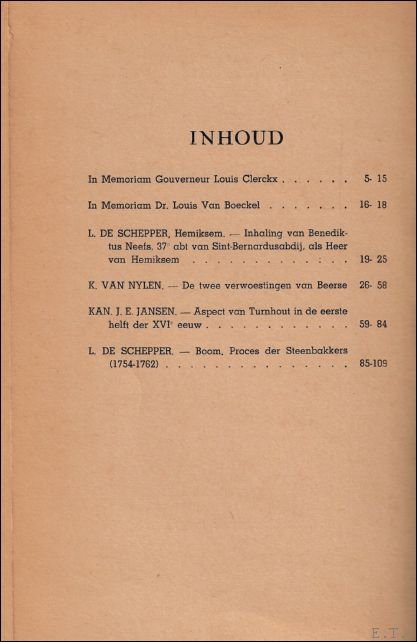 INHOUD
In Memoriam Gouverneur Louis Clerckx . . . . . . 5- 15
In Memoriam Dr. Louis Van Boeckel . . . . . . . 16- 18
L. DE SCHEPPER, Hemiksem. — Inhaling van Benedik-
tus Neefs, 37e abt van Sint-Bernardusabdij, als Heer
van Hemiksem . . . . . . . . . . . . . 19- 25
K. VAN NYLEN. — De twee verwoestingen van Beerse 26- 58
KAN. J. E. JANSEN. — Aspect van Turnhout in de eerste
helft der XVIe eeuw . . . . . . . . . . . . 59- 84
L. DE SCHEPPER. — Boom, Proces der Steenbakkers
(1754-1762) . . . . . . . . . . . . . . . 85-109
E.T.